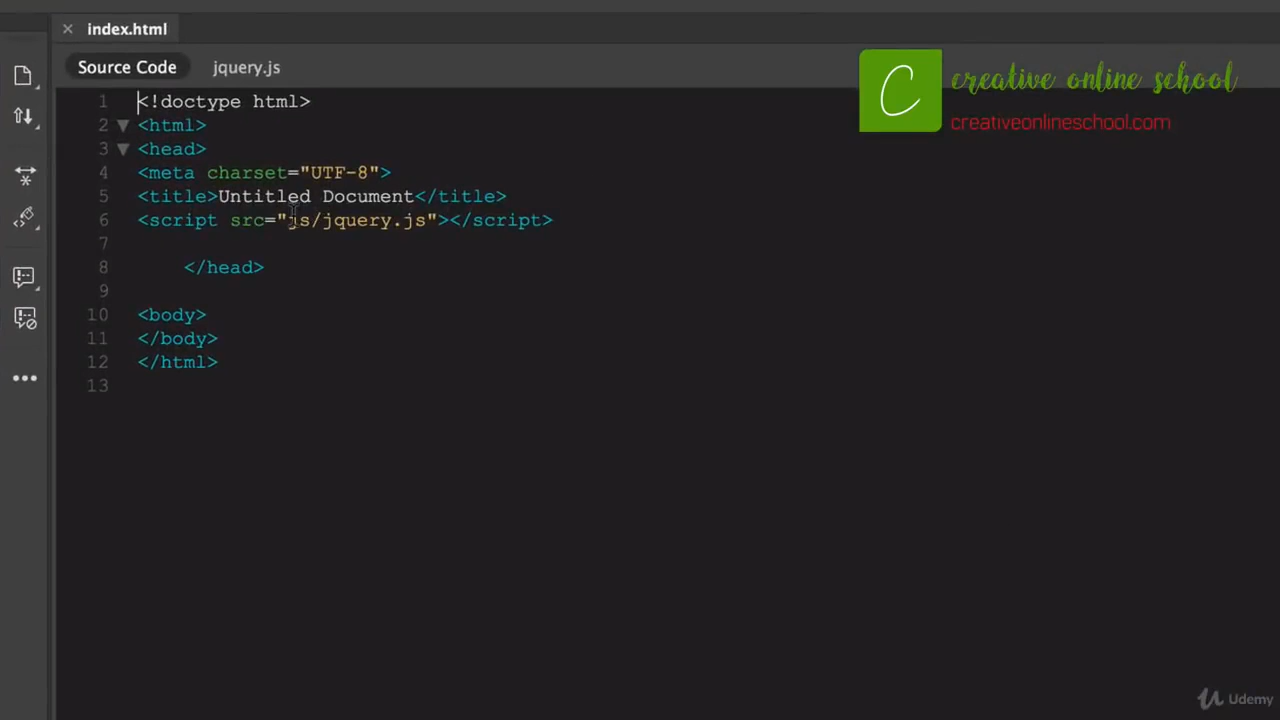 index.html
Source Code jquery.js
creative online school
creativeonlineschool.com
C
1 <!doctype html>
2 <html>
3 <head>
4 <meta charset="UTF-8">
5 <title>Untitled Document</title>
6 <script src="js/jquery.js"></script>
7
8 </head>
9
10 <body>
11 </body>
12 </html>
13
Udemy